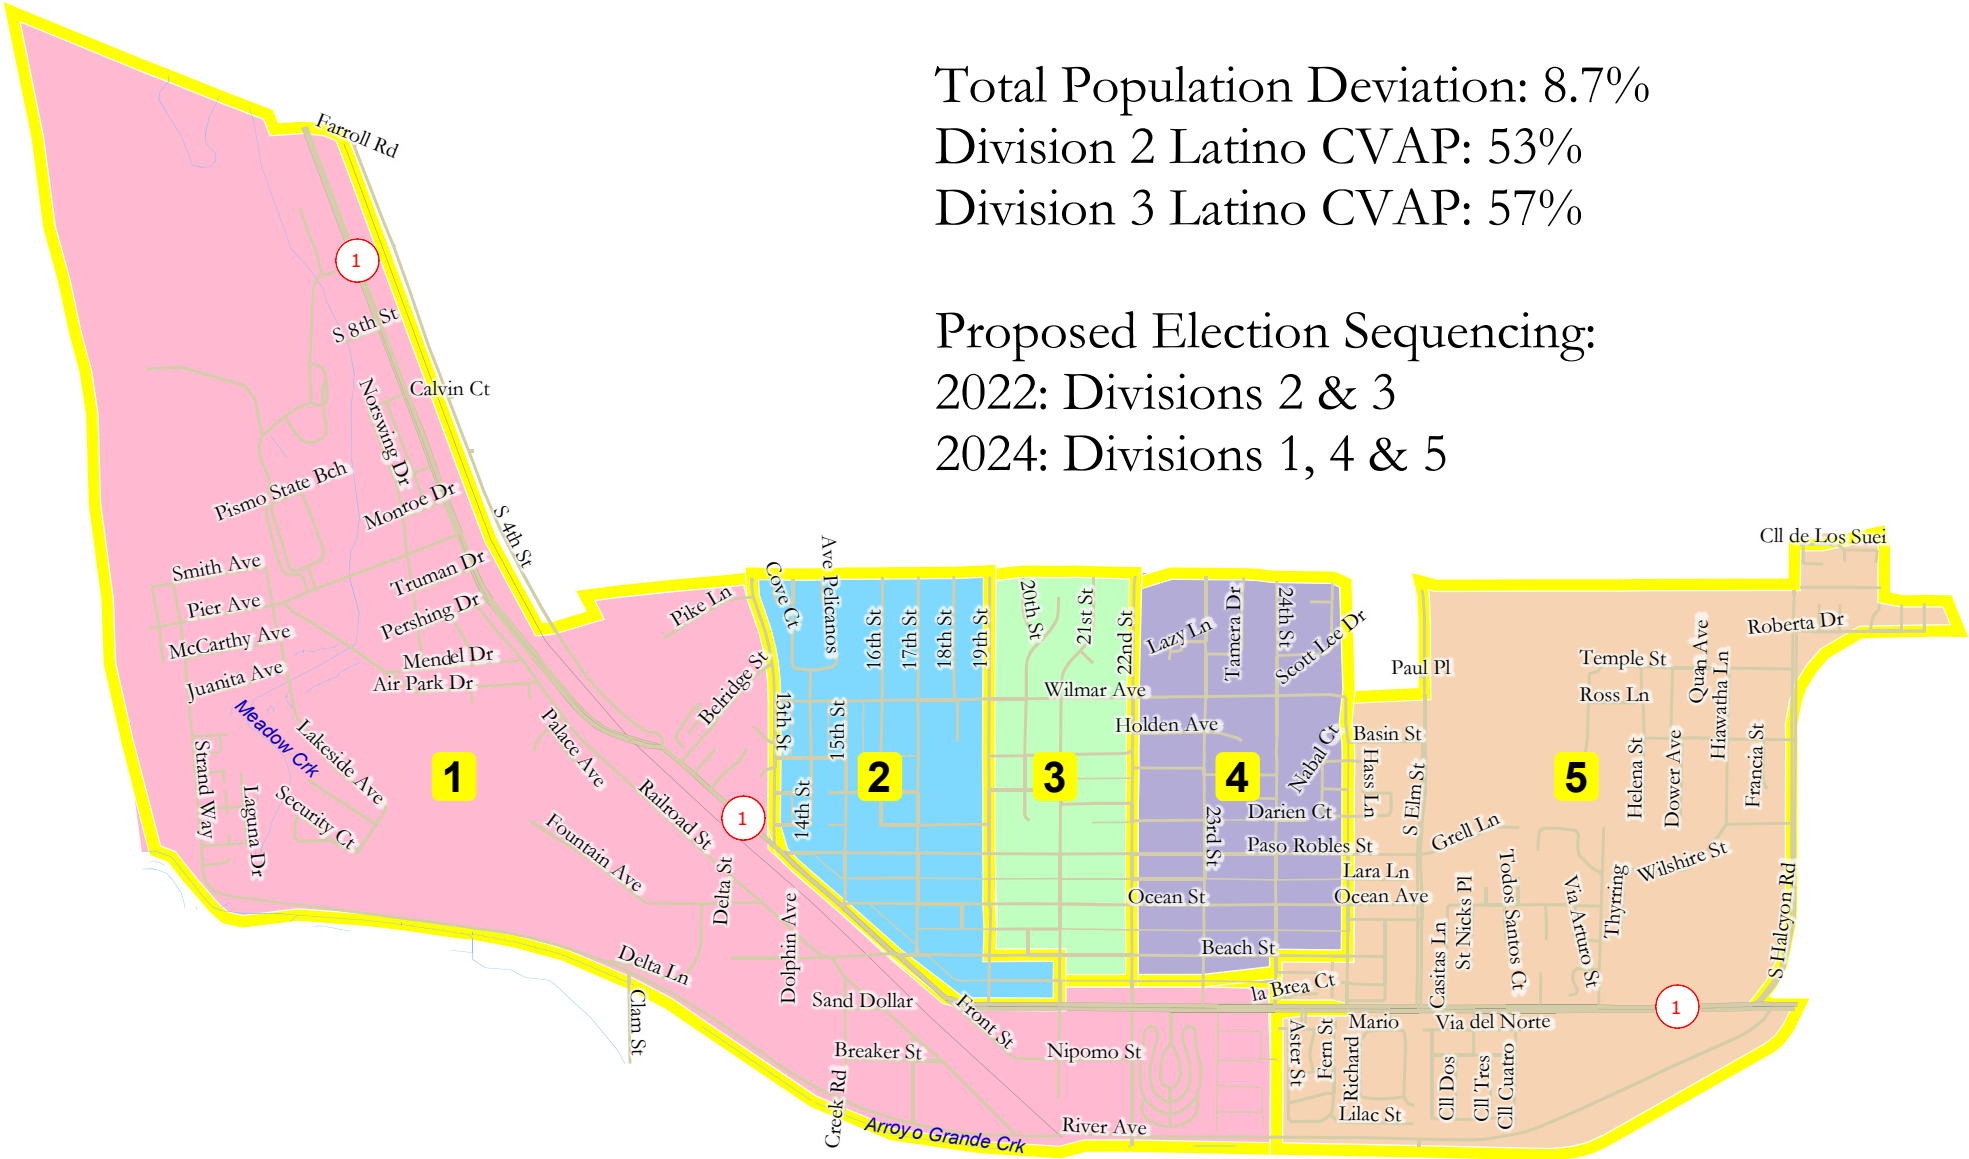 Total Population Deviation: 8.7%
Division 2 Latino CVAP: 53%
Division 3 Latino CVAP: 57%
Proposed Election Sequencing:
2022: Divisions 2 & 3
2024: Divisions 1, 4 & 5
Farroll Rd
1
S 8th St
Calvin Ct
Norswing Dr
Pismo State Bch
Monroe Dr
S 4th St
Smith Ave
Truman Dr
Pier Ave
Pershing Dr
McCarthy Ave
Mendel Dr
Juanita Ave
Air Park Dr
Meadow Crk
Lakeside Ave
Strand Way
Laguna Dr
Security Ct
1
Palace Ave
Railroad St
Fountain Ave
Delta St
Dolphin Ave
Delta Ln
Clam St
Pike Ln
Belridge St
1
Cove Ct
Ave Pelicanos
16th St
17th St
18th St
19th St
13th St
15th St
14th St
2
20th St
21st St
22nd St
Wilmar Ave
3
Lazy Ln
Tamera Dr
24th St
Scott Lee Dr
Holden Ave
Nabal Ct
4
Darien Ct
23rd St
Paso Robles St
Ocean St
Beach St
la Brea Ct
Sand Dollar
Front St
Breaker St
Nipomo St
Creek Rd
Arroyo Grande Crk
River Ave
Cll de Los Suei
Roberta Dr
Paul Pl
Temple St
Ross Ln
Quan Ave
Hiawatha Ln
Basin St
Hass Ln
S Elm St
5
Helena St
Dower Ave
Francia St
Grell Ln
Lara Ln
Ocean Ave
Wilshire St
Casitas Ln
St Nicks Pl
Todos Santos Ct
Via Arturo St
Thyrring
S Halcyon Rd
1
Aster St
Fern St
Richard
Mario
Via del Norte
Cll Dos
Cll Tres
Cll Cuatro
Lilac St